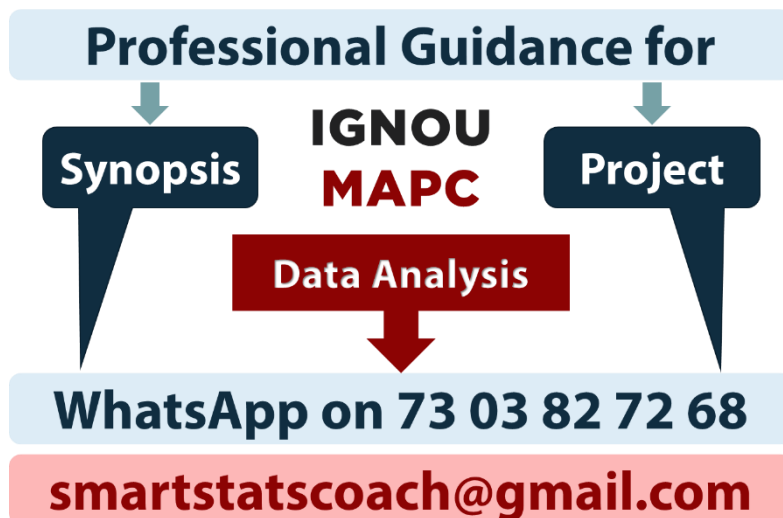 Professional Guidance for
IGNOU
Synopsis
MAPC
Project
Data Analysis
WhatsApp on 73 03 82 72 68
smartstatscoach@gmail.com